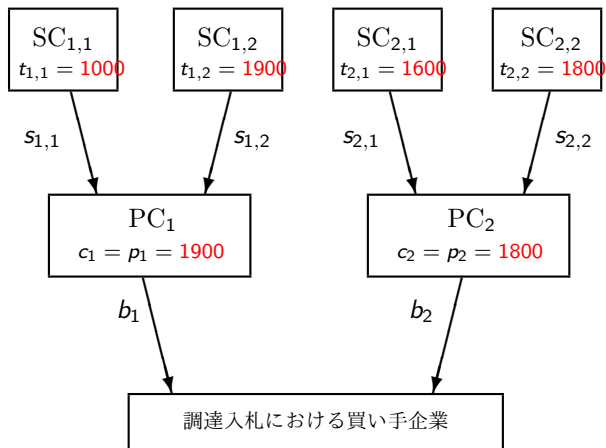 SC₁,₁ SC₁,₂ SC₂,₁ SC₂,₂
t₁,₁ = 1000 t₁,₂ = 1900 t₂,₁ = 1600 t₂,₂ = 1800
s₁,₁ s₁,₂ s₂,₁ s₂,₂
PC₁ PC₂
c₁ = p₁ = 1900 c₂ = p₂ = 1800
b₁ b₂
調達入札における買い手企業